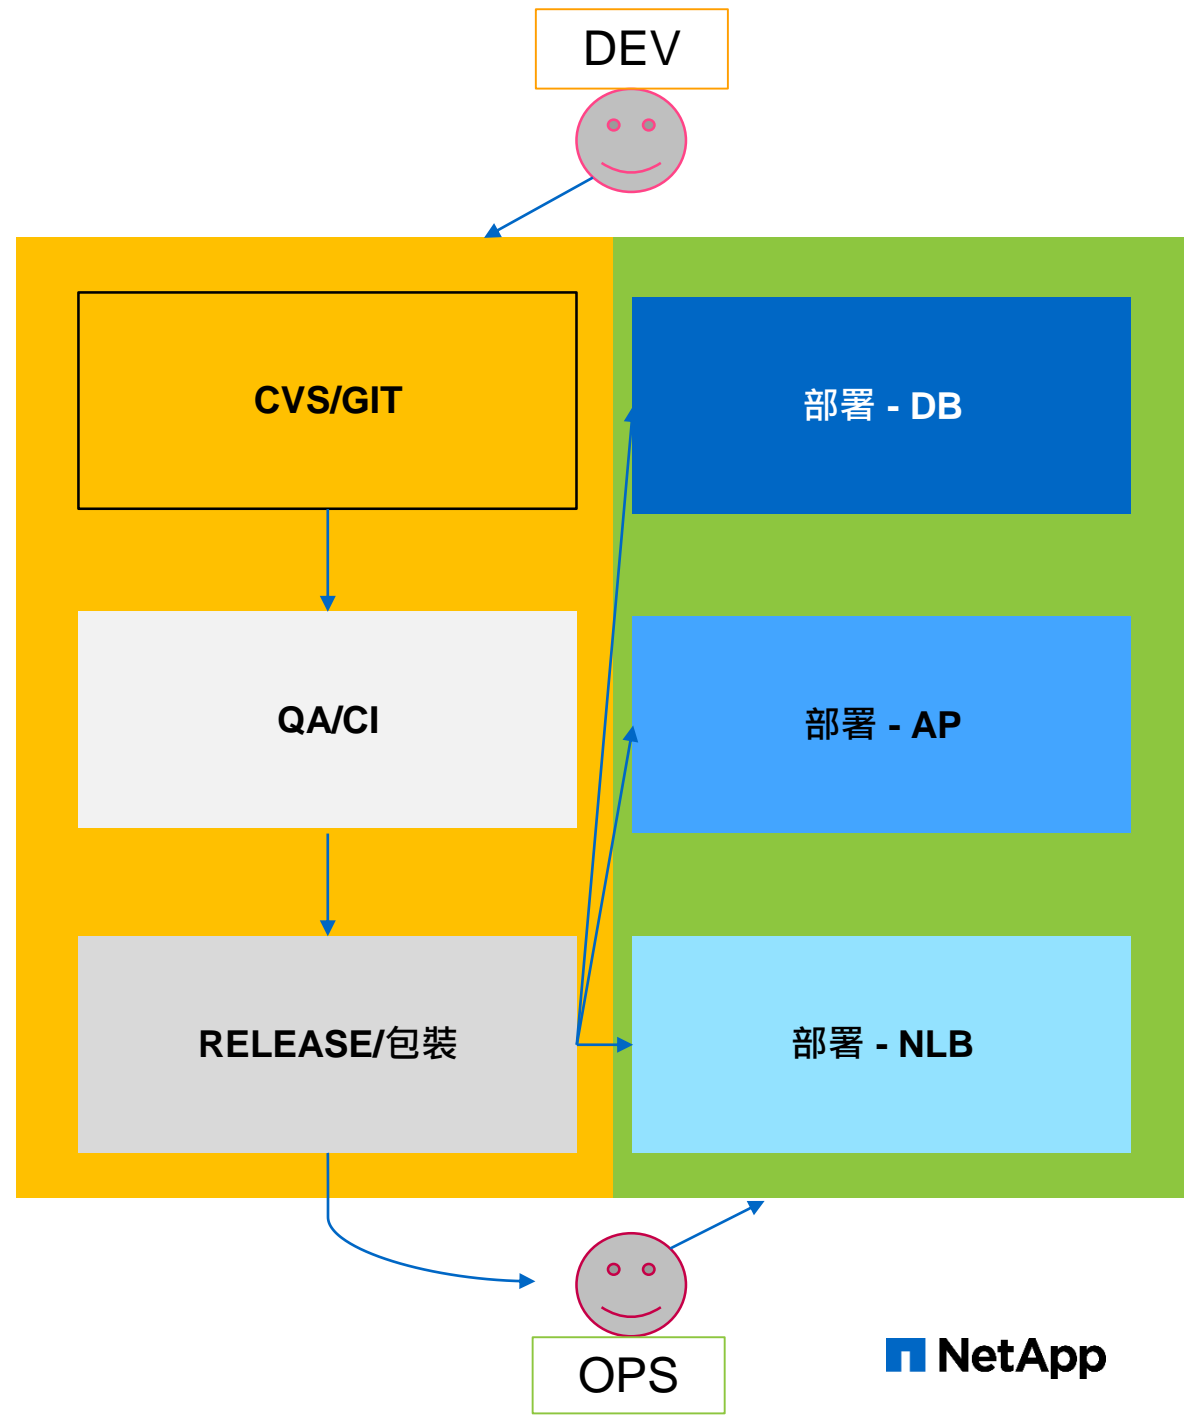 DEV
CVS/GIT
部署 - DB
QA/CI
部署 - AP
RELEASE/包裝
部署 - NLB
OPS
NetApp